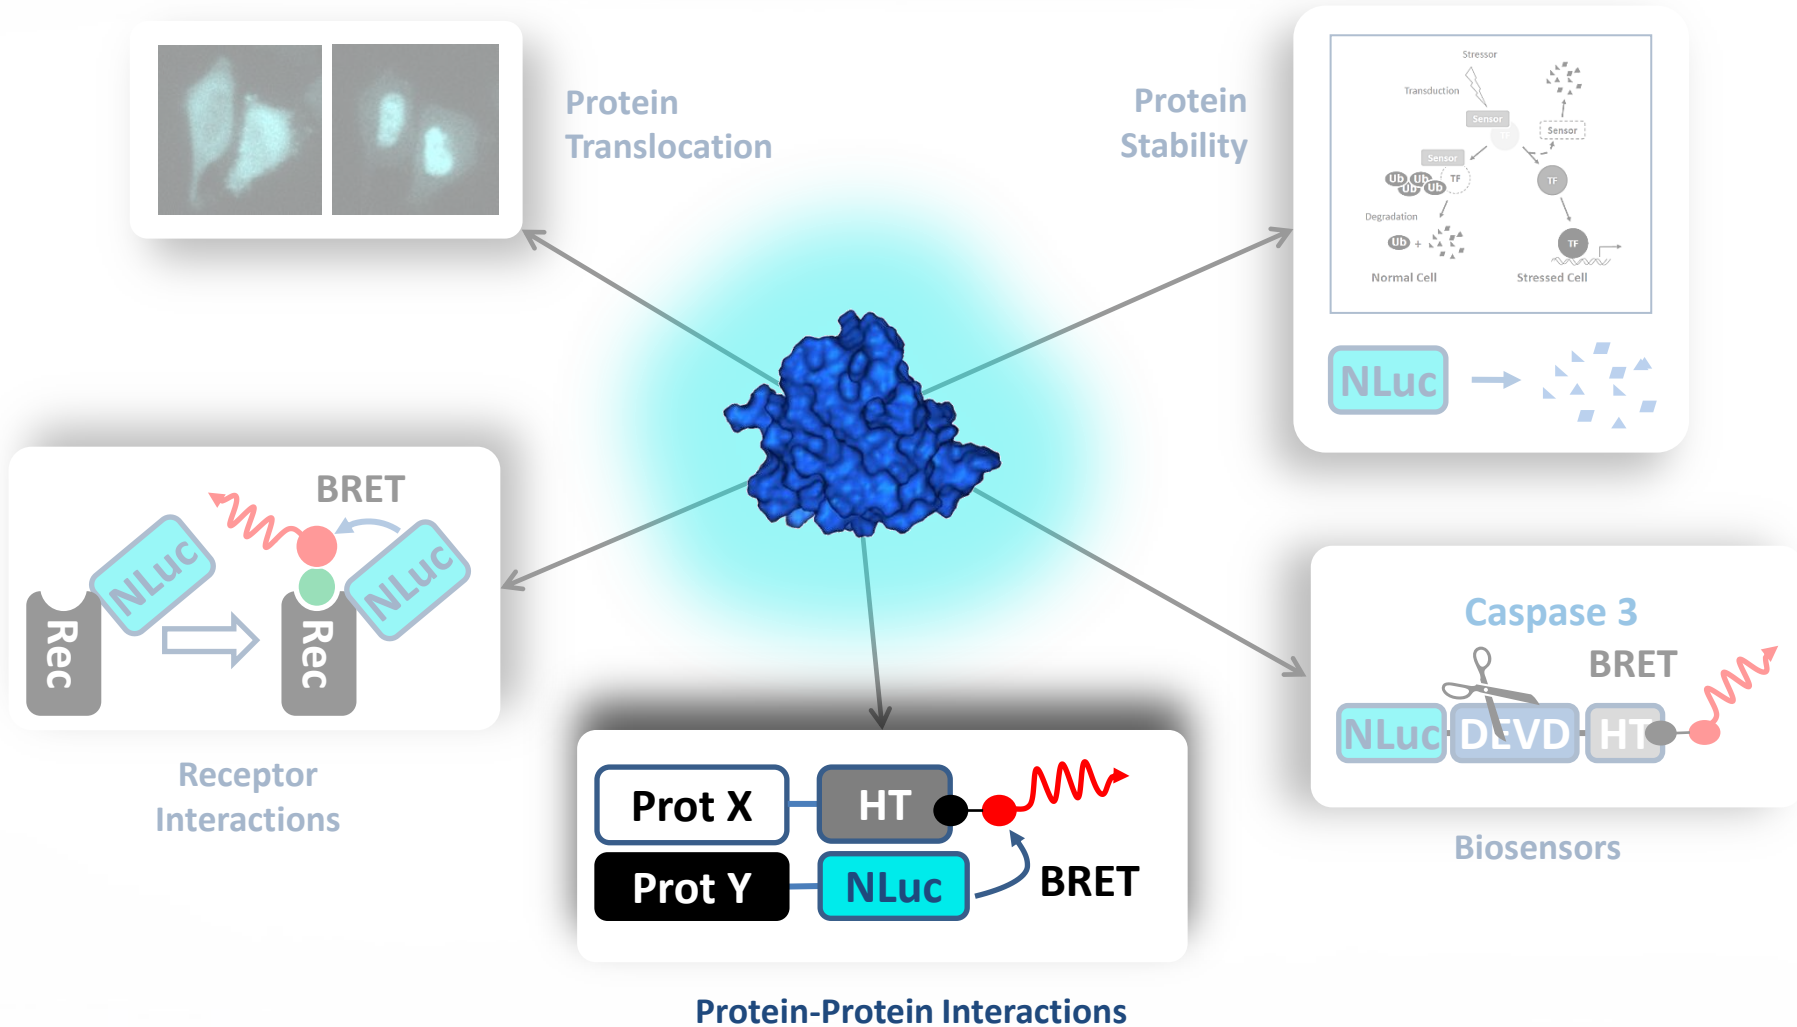 Protein
Translocation
Protein
Stability
Stressor
Transduction
Sensor
TF
Sensor
Sensor
TF
Ub
Ub
Ub
Ub
TF
Degradation
Ub
+
TF
Normal Cell
Stressed Cell
NLuc
BRET
NLuc
NLuc
Rec
Rec
Receptor
Interactions
Caspase 3
BRET
NLuc
DEVD
HT
Biosensors
Prot X
HT
Prot Y
NLuc
BRET
Protein-Protein Interactions